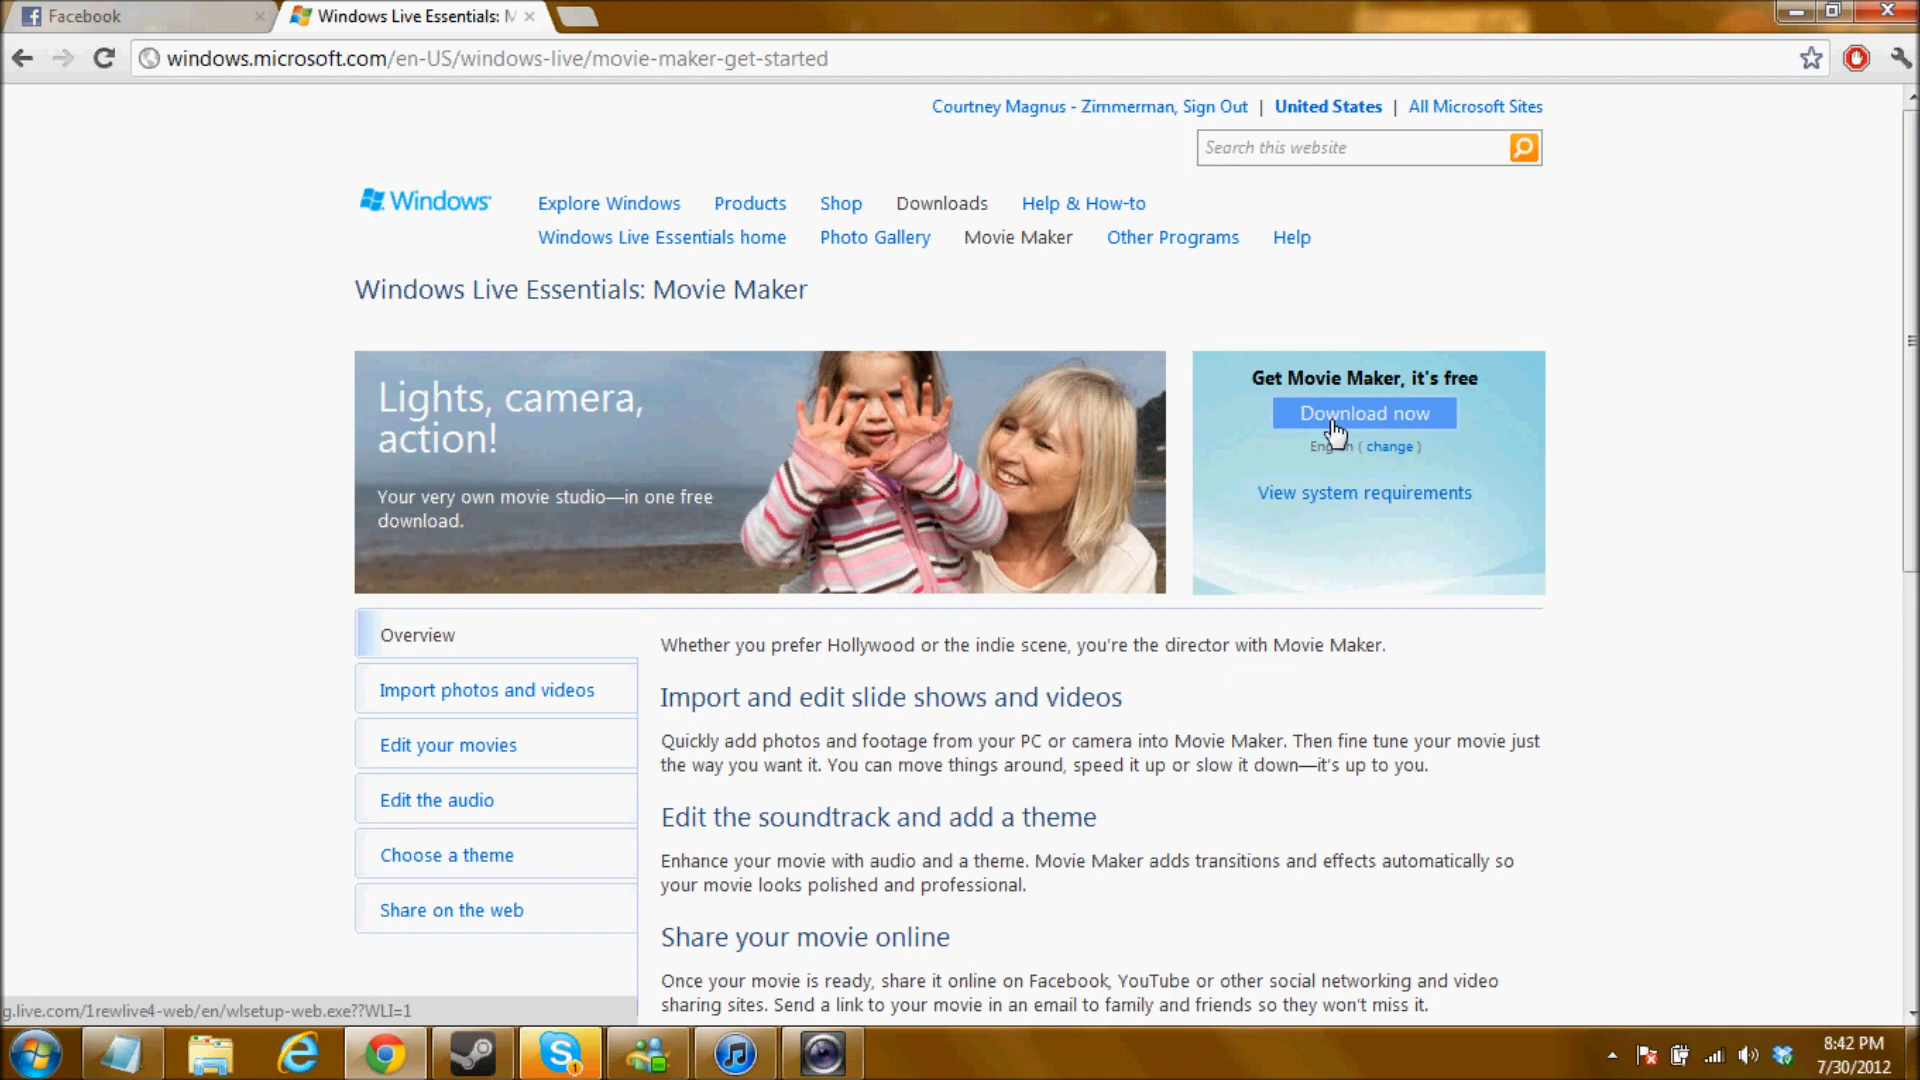 Facebook
Windows Live Essentials: M
windows.microsoft.com/en-US/windows-live/movie-maker-get-started
Courtney Magnus - Zimmerman, Sign Out | United States | All Microsoft Sites
Search this website
Windows
Explore Windows Products Shop Downloads Help & How-to
Windows Live Essentials home Photo Gallery Movie Maker Other Programs Help
Windows Live Essentials: Movie Maker
Lights, camera,
action!
Your very own movie studio—in one free
download.
Get Movie Maker, it's free
Download now
( change )
View system requirements
Overview
Import photos and videos
Edit your movies
Edit the audio
Choose a theme
Share on the web
Whether you prefer Hollywood or the indie scene, you're the director with Movie Maker.
Import and edit slide shows and videos
Quickly add photos and footage from your PC or camera into Movie Maker. Then fine tune your movie just
the way you want it. You can move things around, speed it up or slow it down—it's up to you.
Edit the soundtrack and add a theme
Enhance your movie with audio and a theme. Movie Maker adds transitions and effects automatically so
your movie looks polished and professional.
Share your movie online
Once your movie is ready, share it online on Facebook, YouTube or other social networking and video
sharing sites. Send a link to your movie in an email to family and friends so they won't miss it.
g.live.com/1rewlive4-web/en/wlsetup-web.exe??WLI=1
1
8:42 PM
7/30/2012